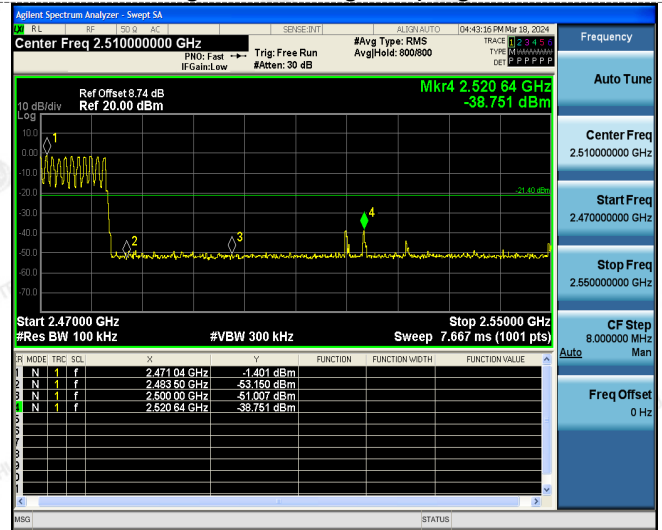 Agilent Spectrum Analyzer - Swept SA
LXI RL RF 50 Ω AC SENSE:INT ALIGN AUTO 04:43:16 PM Mar 18, 2024
Center Freq 2.510000000 GHz
PNO: Fast
IFGain:Low
Trig: Free Run
#Atten: 30 dB
#Avg Type: RMS
Avg|Hold: 800/800
TRACE 1 2 3 4 5 6
TYPE M
DET P P P P P P
Frequency
Auto Tune
Center Freq
2.510000000 GHz
Start Freq
2.470000000 GHz
Stop Freq
2.550000000 GHz
CF Step
8.000000 MHz
Auto Man
Freq Offset
0 Hz
Mkr4 2.520 64 GHz
-38.751 dBm
Ref Offset 8.74 dB
10 dB/div Ref 20.00 dBm
Log
10.0
0.00
-10.0
-20.0
-30.0
-40.0
-50.0
-60.0
-70.0
1
2
3
4
-21.40 dBm
Start 2.47000 GHz Stop 2.55000 GHz
#Res BW 100 kHz #VBW 300 kHz Sweep 7.667 ms (1001 pts)
MODE TRC SCL X Y FUNCTION FUNCTION WIDTH FUNCTION VALUE
1 N 1 f 2.471 04 GHz -1.401 dBm
2 N 1 f 2.483 50 GHz -53.150 dBm
3 N 1 f 2.500 00 GHz -51.007 dBm
4 N 1 f 2.520 64 GHz -38.751 dBm
5
6
7
8
9
MSG STATUS